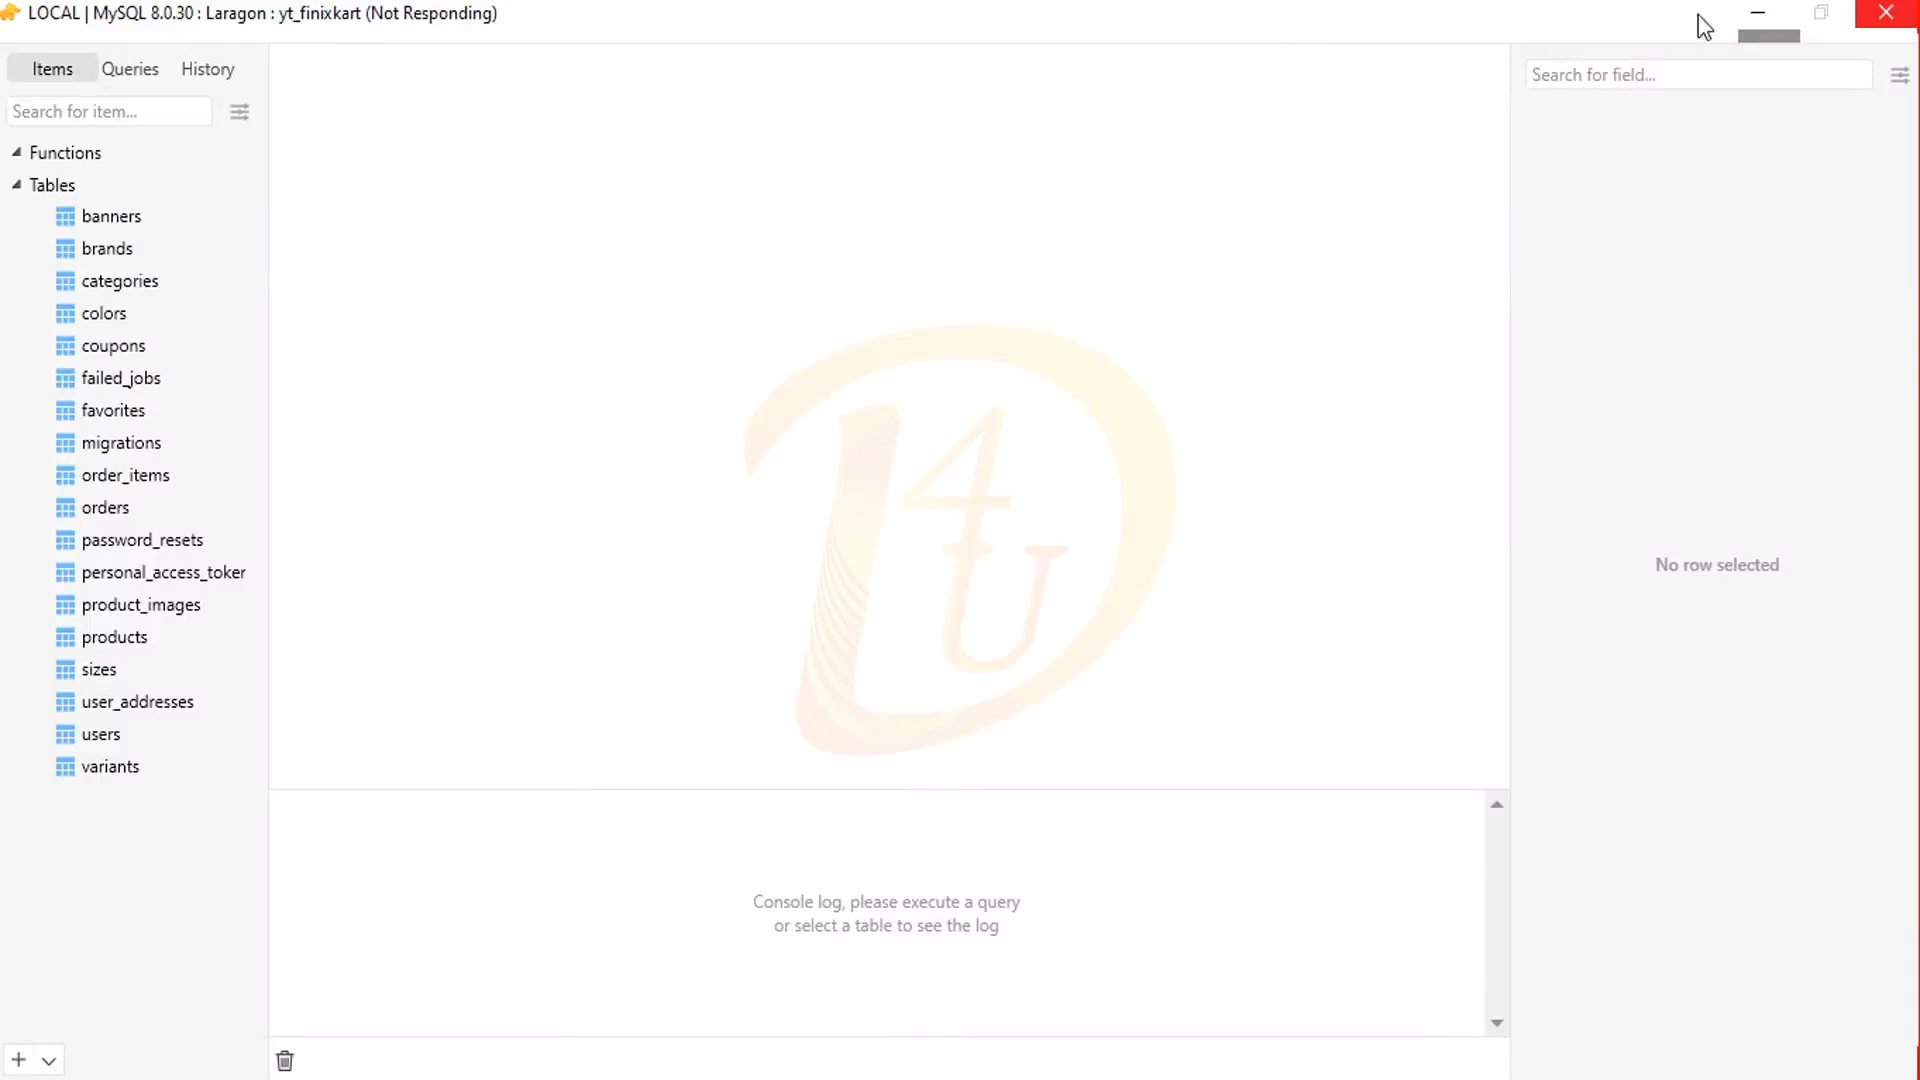 LOCAL | MySQL 8.0.30 : Laragon : yt_finixkart (Not Responding)
Items Queries History
Search for item...
Functions
Tables
banners
brands
categories
colors
coupons
failed_jobs
favorites
migrations
order_items
orders
password_resets
personal_access_toker
product_images
products
sizes
user_addresses
users
variants
D4U
Console log, please execute a query
or select a table to see the log
Search for field...
No row selected